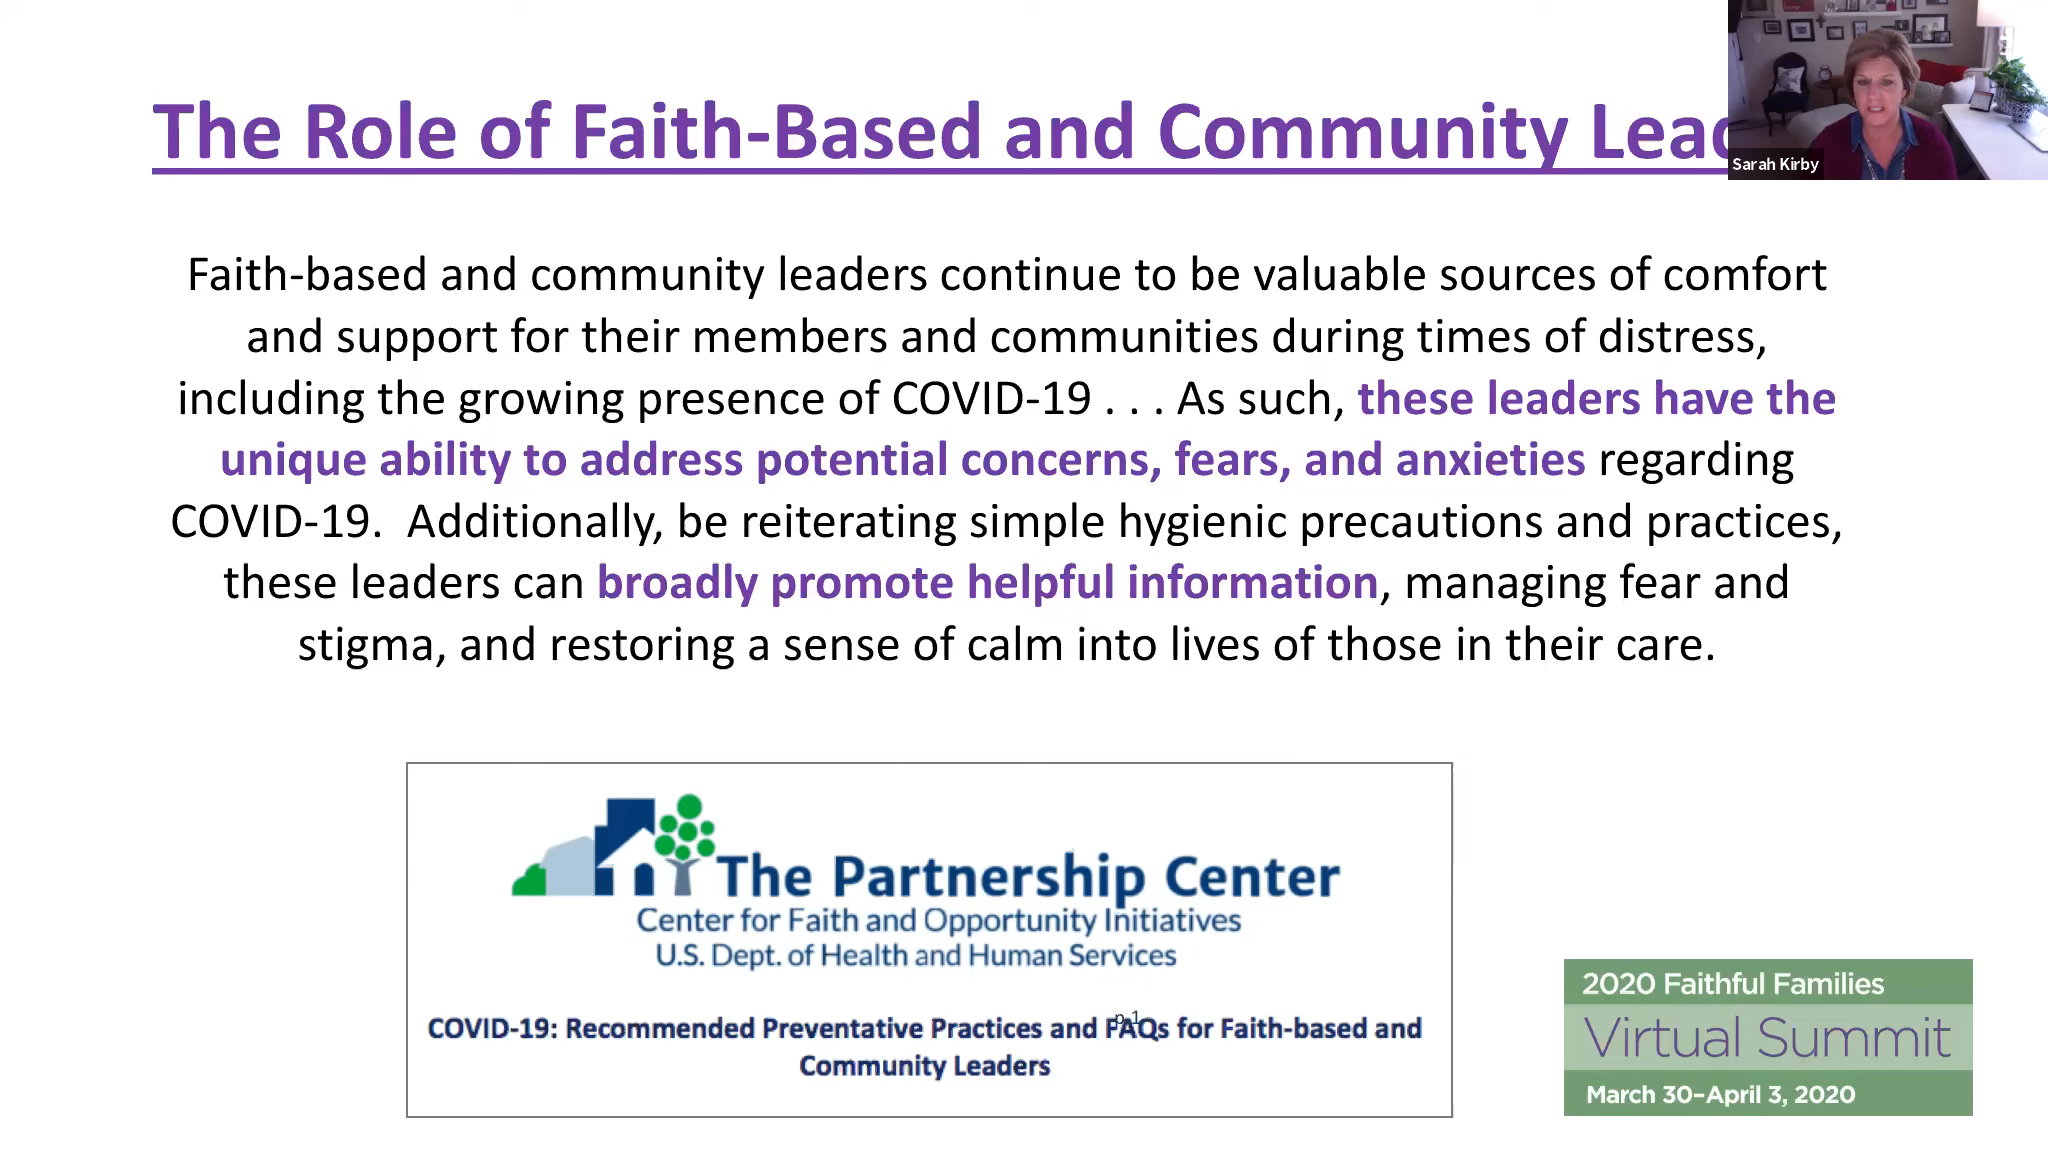 The Role of Faith-Based and Community Lead
Sarah Kirby
Faith-based and community leaders continue to be valuable sources of comfort
and support for their members and communities during times of distress,
including the growing presence of COVID-19 . . . As such, these leaders have the
unique ability to address potential concerns, fears, and anxieties regarding
COVID-19.  Additionally, be reiterating simple hygienic precautions and practices,
these leaders can broadly promote helpful information, managing fear and
stigma, and restoring a sense of calm into lives of those in their care.
The Partnership Center
Center for Faith and Opportunity Initiatives
U.S. Dept. of Health and Human Services
p. 1
COVID-19: Recommended Preventative Practices and FAQs for Faith-based and
Community Leaders
2020 Faithful Families
Virtual Summit
March 30–April 3, 2020